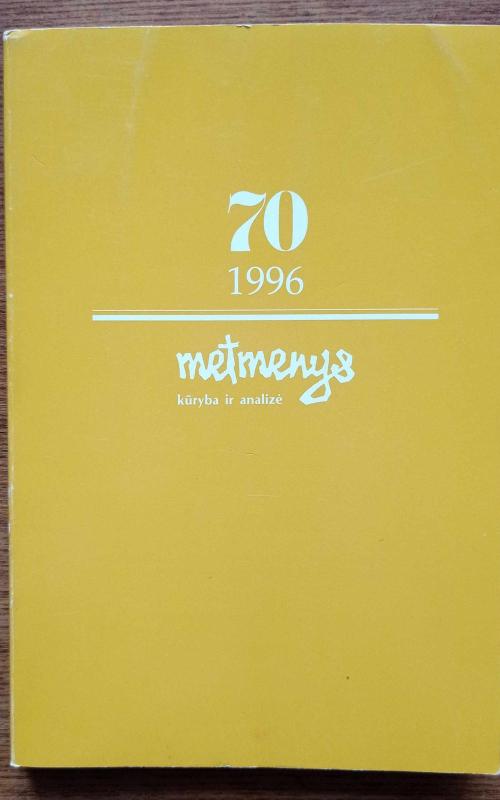 70
1996
metmenys
kūryba ir analizė